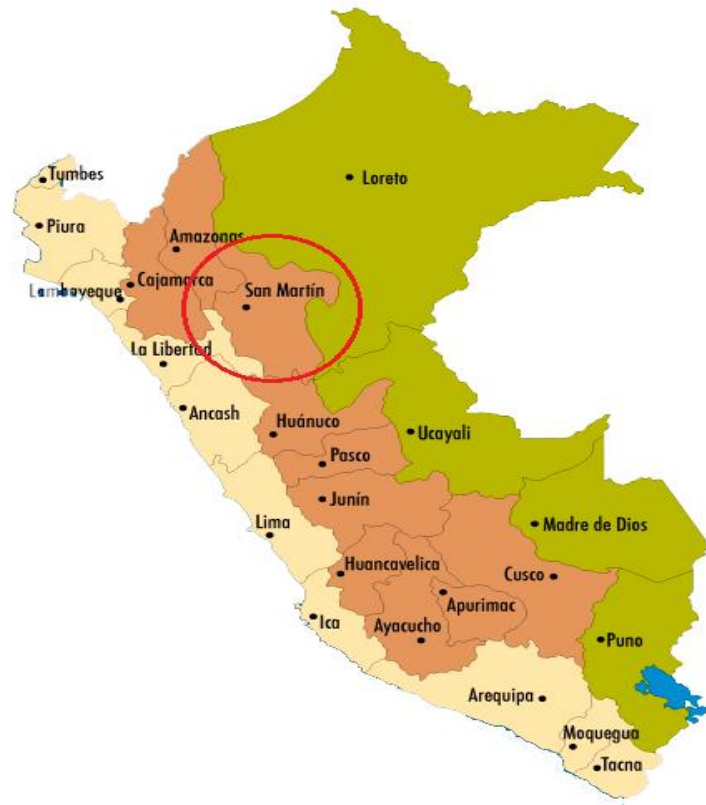 Tumbes
Loreto
Piura
Amazonas
Cajamarca
Lambayeque
San Martín
La Libertad
Ancash
Huánuco
Ucayali
Pasco
Junín
Lima
Madre de Dios
Huancavelica
Cusco
Apurimac
Ica
Ayacucho
Puno
Arequipa
Moquegua
Tacna